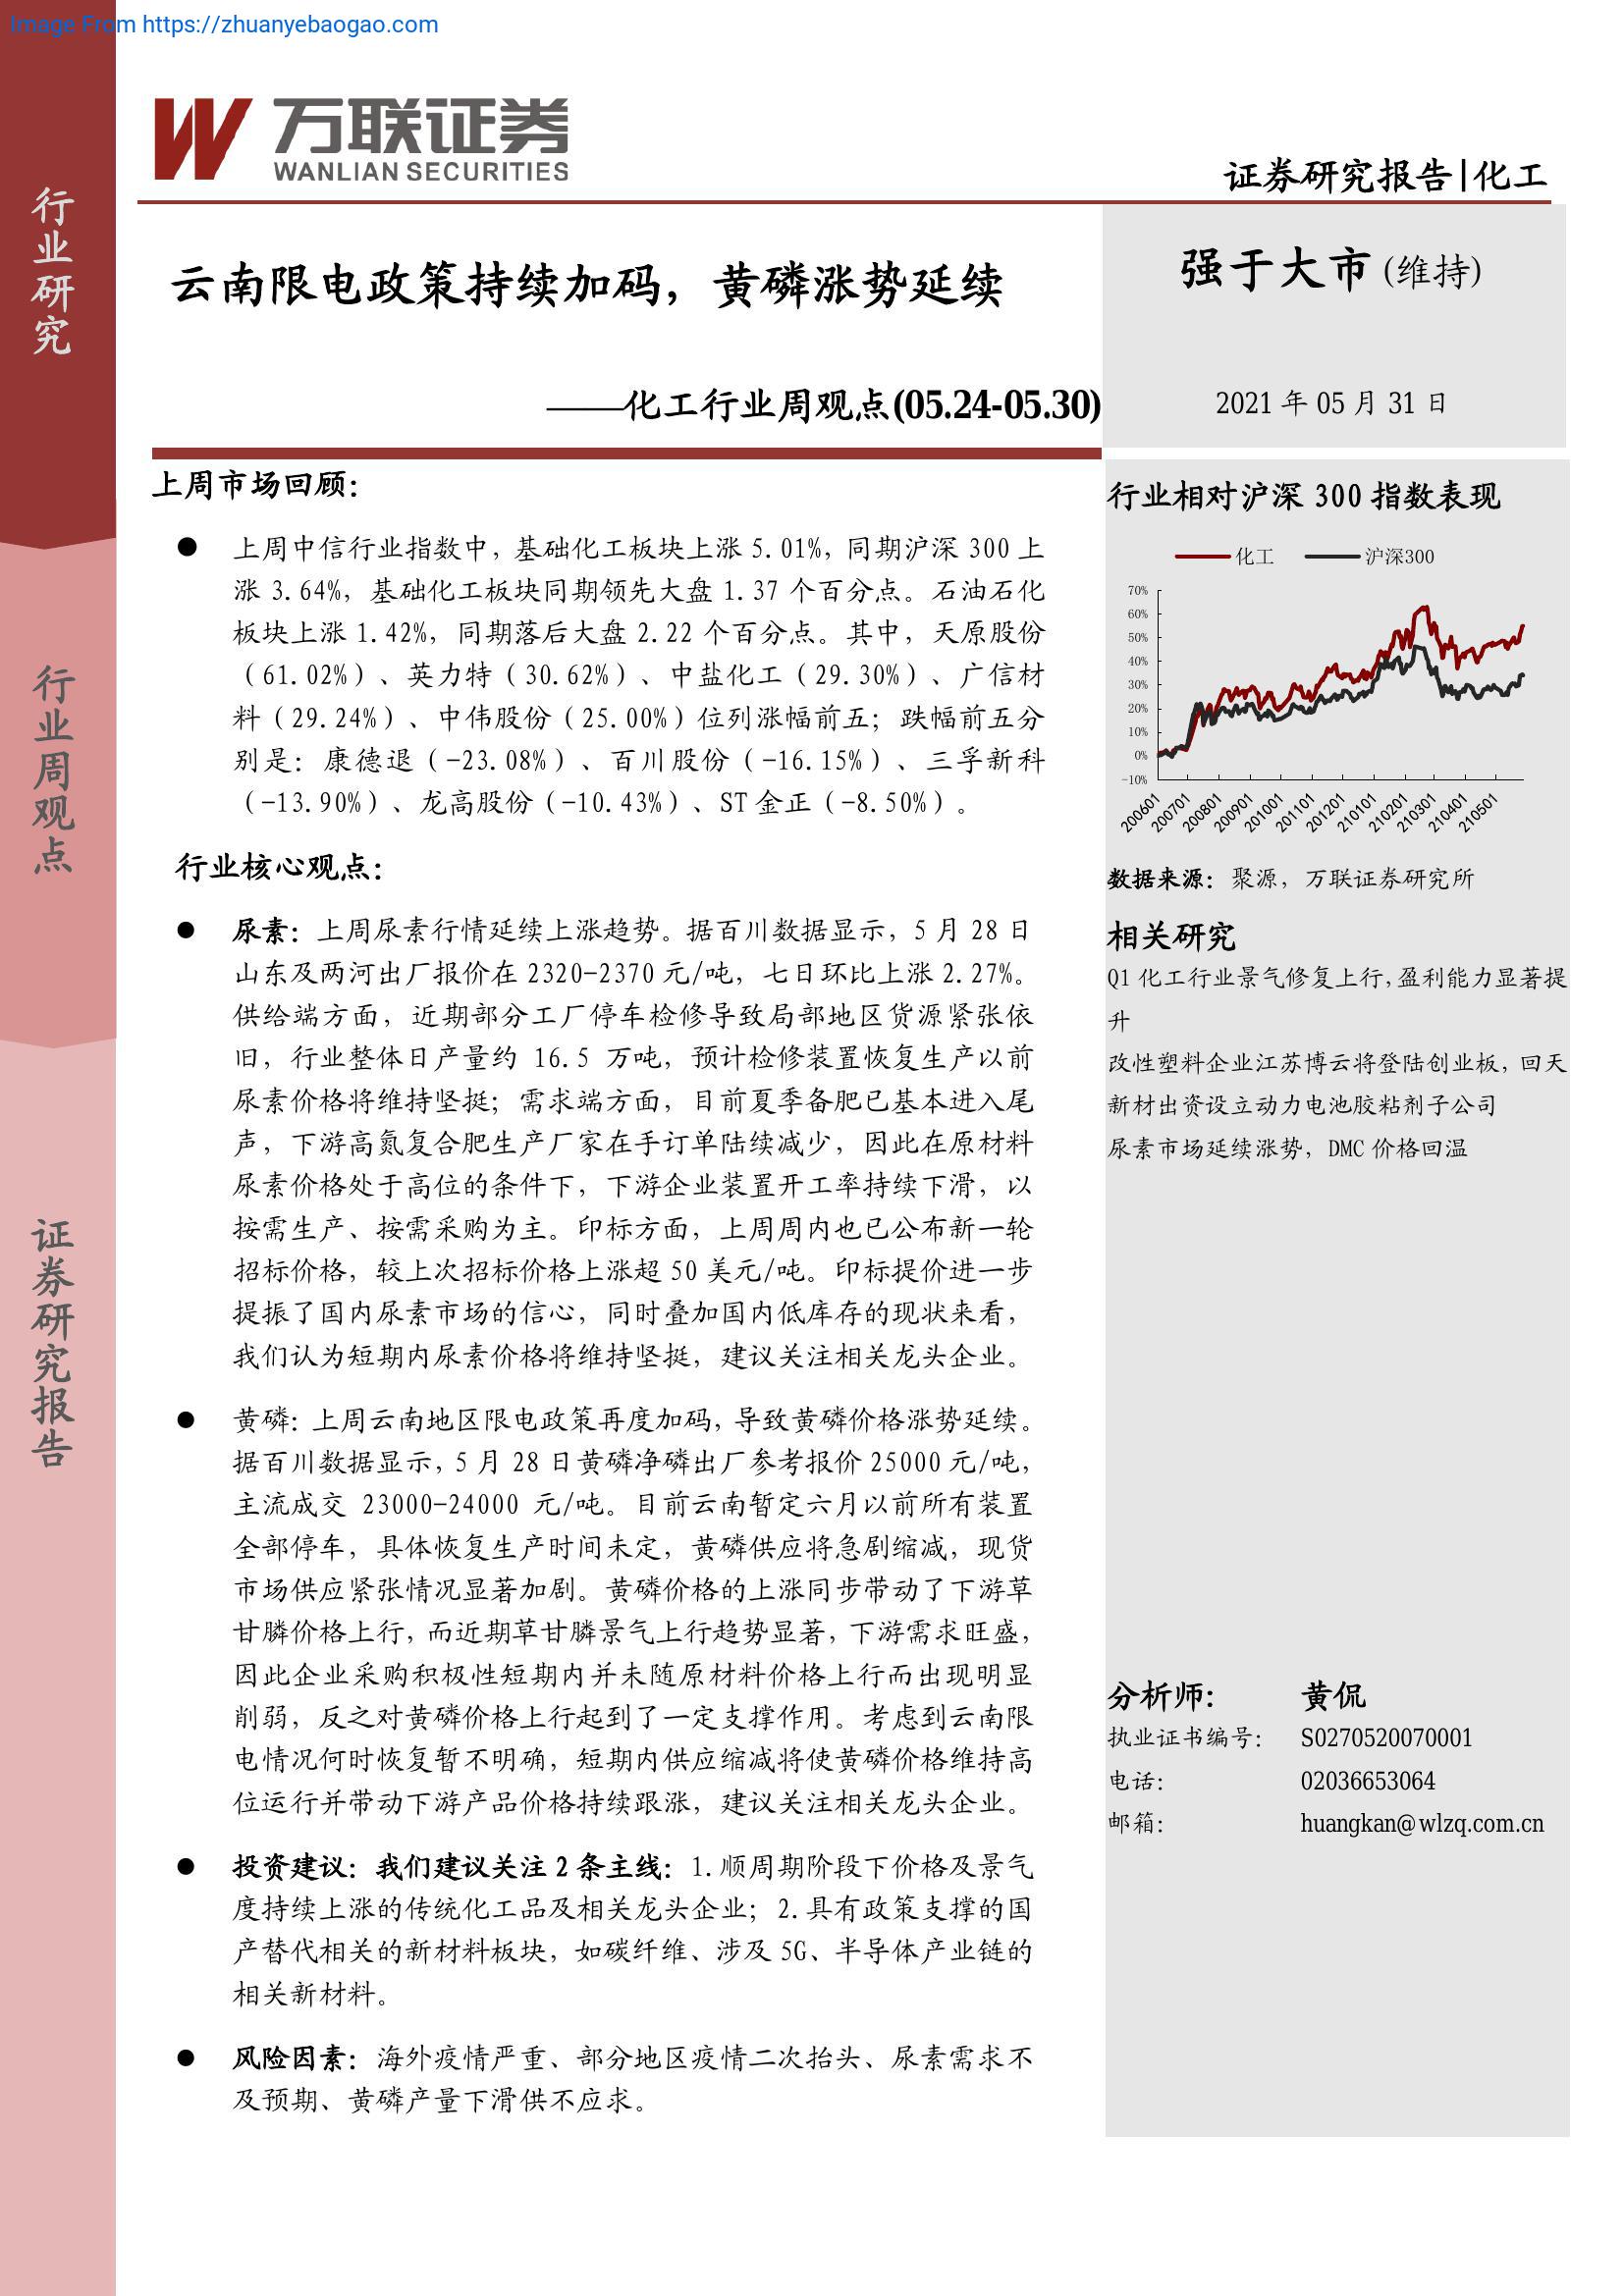 Image From https://zhuanyebaogao.com
万联证券
WANLIAN SECURITIES
证券研究报告|化工
行业研究
行业周观点
证券研究报告
云南限电政策持续加码，黄磷涨势延续
——化工行业周观点(05.24-05.30)
强于大市(维持)
2021 年 05 月 31 日
上周市场回顾：
● 上周中信行业指数中，基础化工板块上涨 5.01%，同期沪深 300 上
涨 3.64%，基础化工板块同期领先大盘 1.37 个百分点。石油石化
板块上涨 1.42%，同期落后大盘 2.22 个百分点。其中，天原股份
（61.02%）、英力特（30.62%）、中盐化工（29.30%）、广信材
料（29.24%）、中伟股份（25.00%）位列涨幅前五；跌幅前五分
别是：康德退（-23.08%）、百川股份（-16.15%）、三孚新科
（-13.90%）、龙高股份（-10.43%）、ST 金正（-8.50%）。
行业核心观点：
● 尿素：上周尿素行情延续上涨趋势。据百川数据显示，5 月 28 日
山东及两河出厂报价在 2320-2370 元/吨，七日环比上涨 2.27%。
供给端方面，近期部分工厂停车检修导致局部地区货源紧张依
旧，行业整体日产量约 16.5 万吨，预计检修装置恢复生产以前
尿素价格将维持坚挺；需求端方面，目前夏季备肥已基本进入尾
声，下游高氮复合肥生产厂家在手订单陆续减少，因此在原材料
尿素价格处于高位的条件下，下游企业装置开工率持续下滑，以
按需生产、按需采购为主。印标方面，上周周内也已公布新一轮
招标价格，较上次招标价格上涨超 50 美元/吨。印标提价进一步
提振了国内尿素市场的信心，同时叠加国内低库存的现状来看，
我们认为短期内尿素价格将维持坚挺，建议关注相关龙头企业。
● 黄磷：上周云南地区限电政策再度加码，导致黄磷价格涨势延续。
据百川数据显示，5 月 28 日黄磷净磷出厂参考报价 25000 元/吨，
主流成交 23000-24000 元/吨。目前云南暂定六月以前所有装置
全部停车，具体恢复生产时间未定，黄磷供应将急剧缩减，现货
市场供应紧张情况显著加剧。黄磷价格的上涨同步带动了下游草
甘膦价格上行，而近期草甘膦景气上行趋势显著，下游需求旺盛，
因此企业采购积极性短期内并未随原材料价格上行而出现明显
削弱，反之对黄磷价格上行起到了一定支撑作用。考虑到云南限
电情况何时恢复暂不明确，短期内供应缩减将使黄磷价格维持高
位运行并带动下游产品价格持续跟涨，建议关注相关龙头企业。
● 投资建议：我们建议关注 2 条主线：1.顺周期阶段下价格及景气
度持续上涨的传统化工品及相关龙头企业；2.具有政策支撑的国
产替代相关的新材料板块，如碳纤维、涉及 5G、半导体产业链的
相关新材料。
● 风险因素：海外疫情严重、部分地区疫情二次抬头、尿素需求不
及预期、黄磷产量下滑供不应求。
行业相对沪深 300 指数表现
化工 沪深300
70%
60%
50%
40%
30%
20%
10%
0%
-10%
200601 200701 200801 200901 201001 201101 201201 210101 210201 210301 210401 210501
数据来源：聚源，万联证券研究所
相关研究
Q1 化工行业景气修复上行,盈利能力显著提
升
改性塑料企业江苏博云将登陆创业板，回天
新材出资设立动力电池胶粘剂子公司
尿素市场延续涨势，DMC 价格回温
分析师： 黄侃
执业证书编号： S0270520070001
电话： 02036653064
邮箱： huangkan@wlzq.com.cn